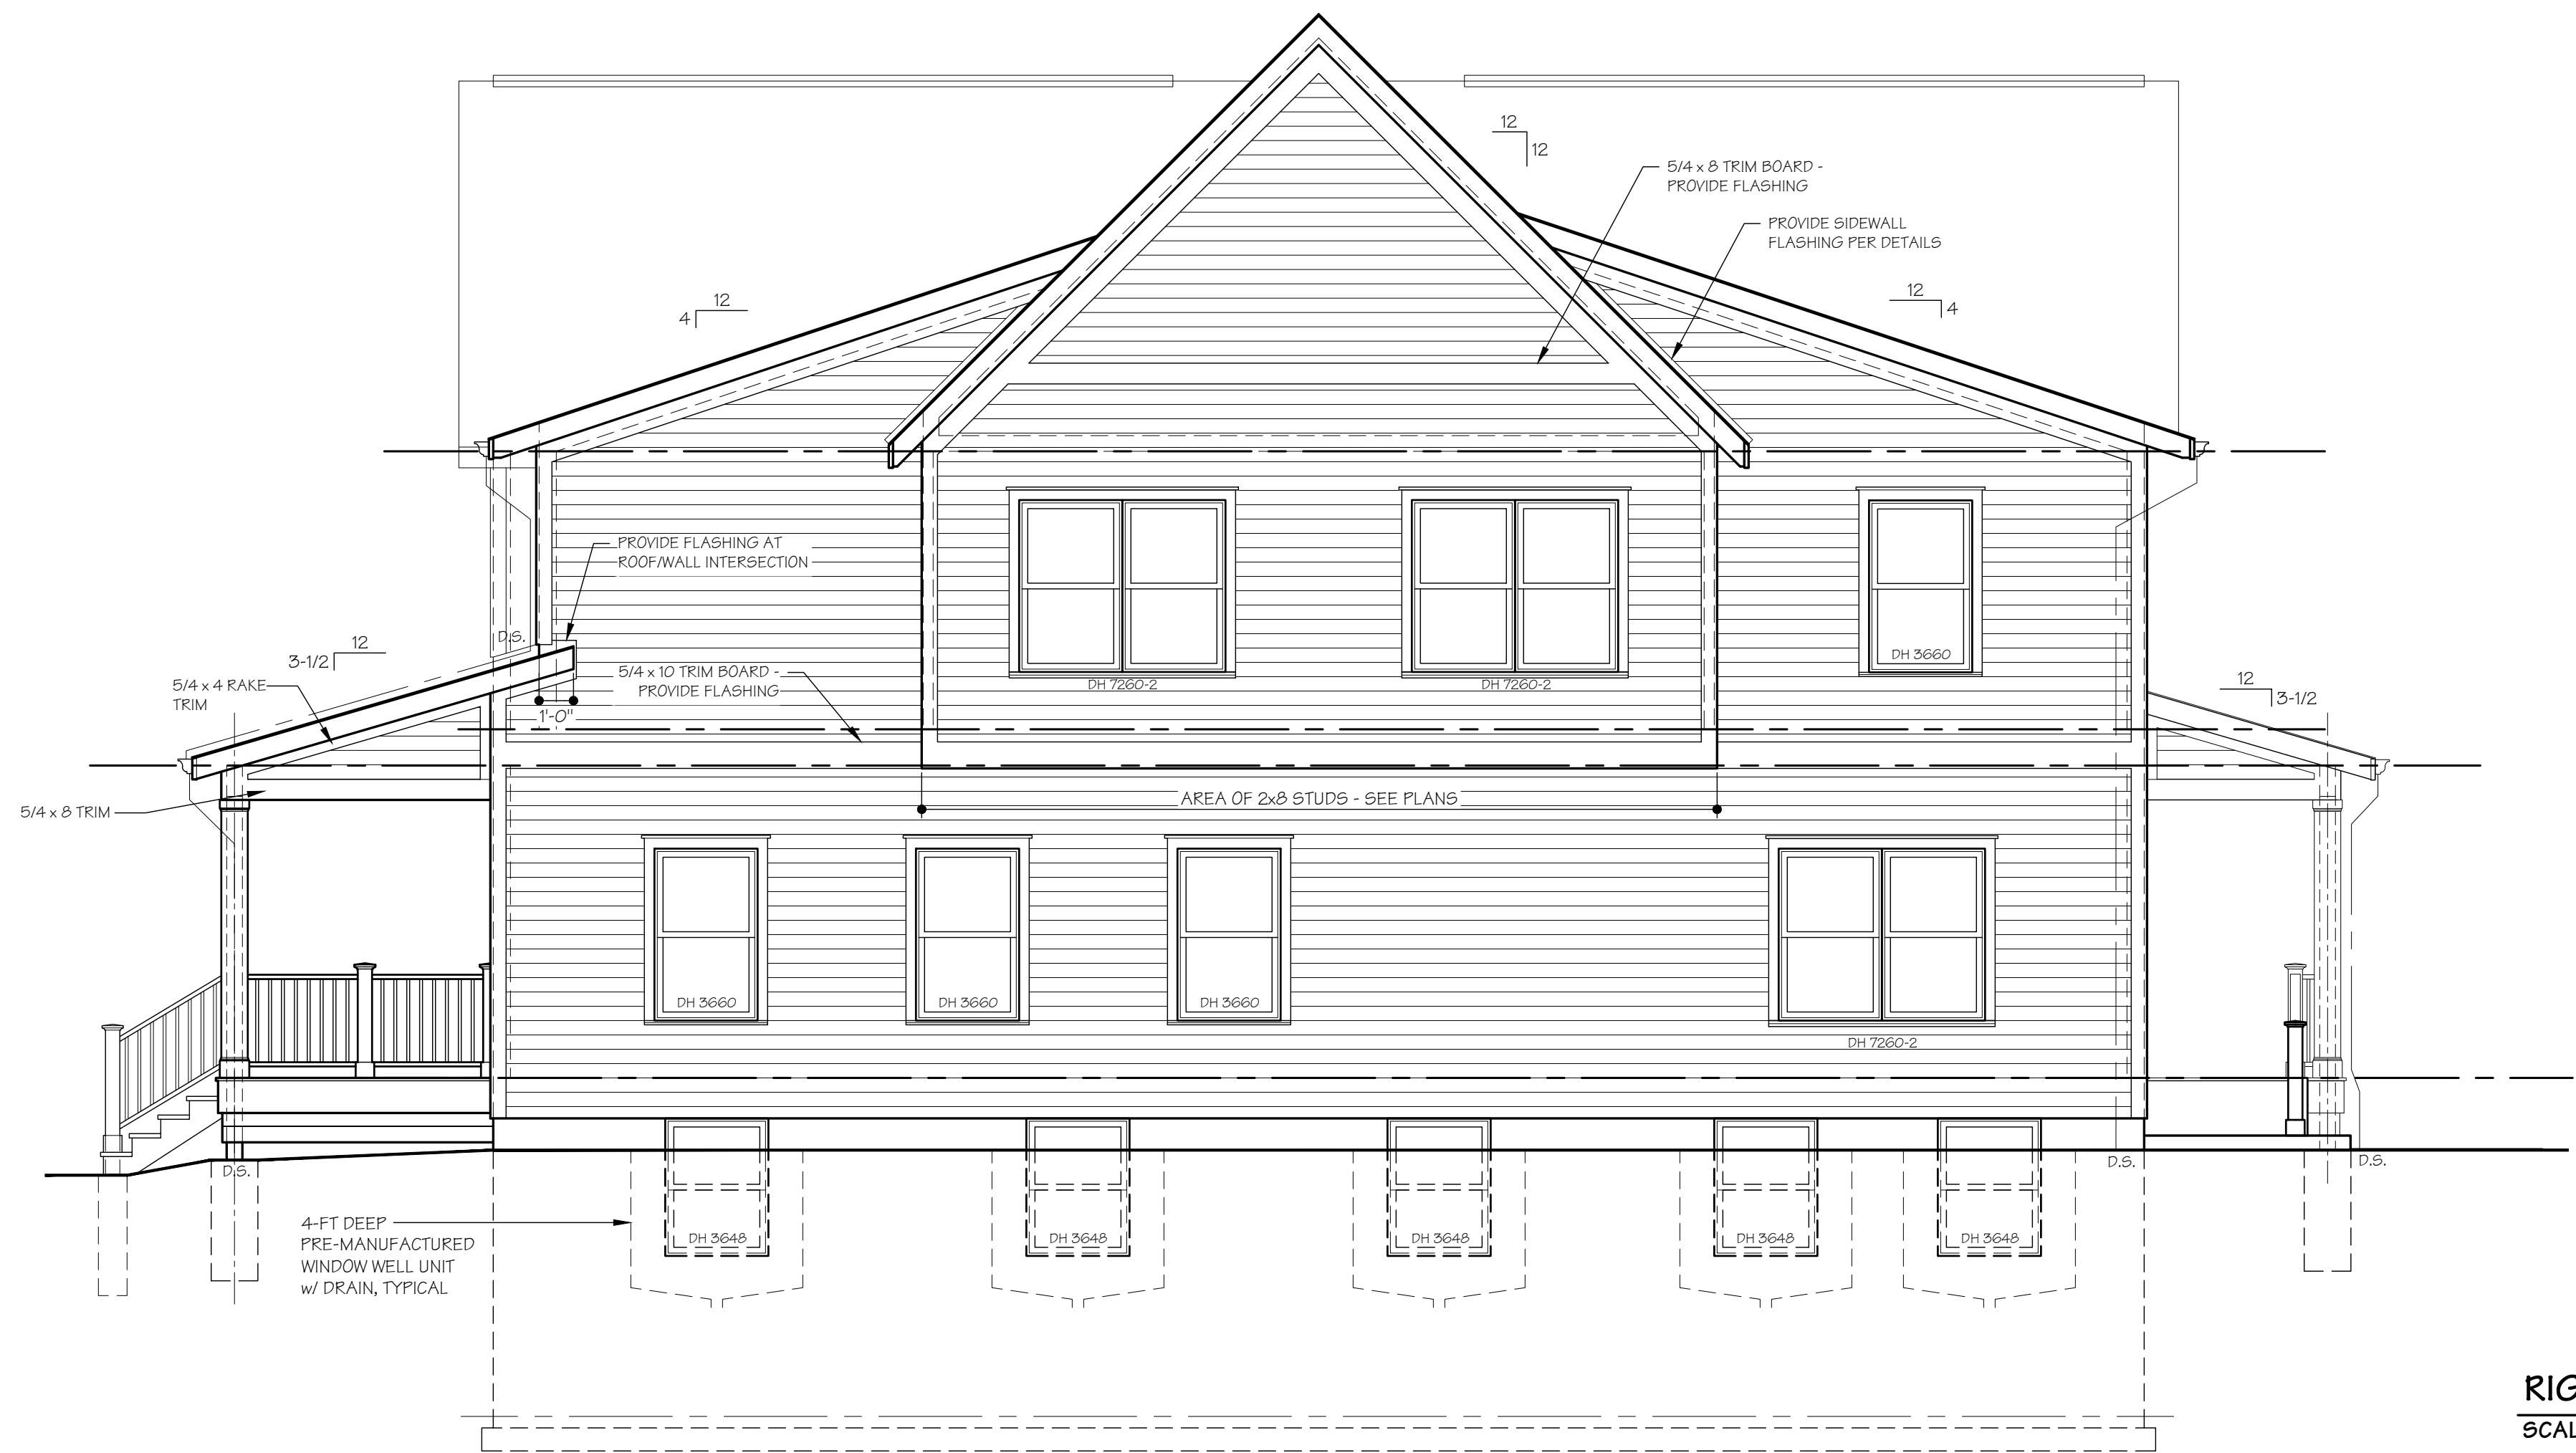 12
12
5/4 x 8 TRIM BOARD -
PROVIDE FLASHING
PROVIDE SIDEWALL
FLASHING PER DETAILS
12
4
12
4
PROVIDE FLASHING AT
ROOF/WALL INTERSECTION
D.S.
12
3-1/2
5/4 x 4 RAKE
TRIM
5/4 x 10 TRIM BOARD -
PROVIDE FLASHING
1'-0"
DH 7260-2
DH 7260-2
DH 3660
12
3-1/2
5/4 x 8 TRIM
AREA OF 2x8 STUDS - SEE PLANS
DH 3660
DH 3660
DH 3660
DH 7260-2
D.S.
D.S.
D.S.
4-FT DEEP
PRE-MANUFACTURED
WINDOW WELL UNIT
w/ DRAIN, TYPICAL
DH 3648
DH 3648
DH 3648
DH 3648
DH 3648
RIG
SCAL